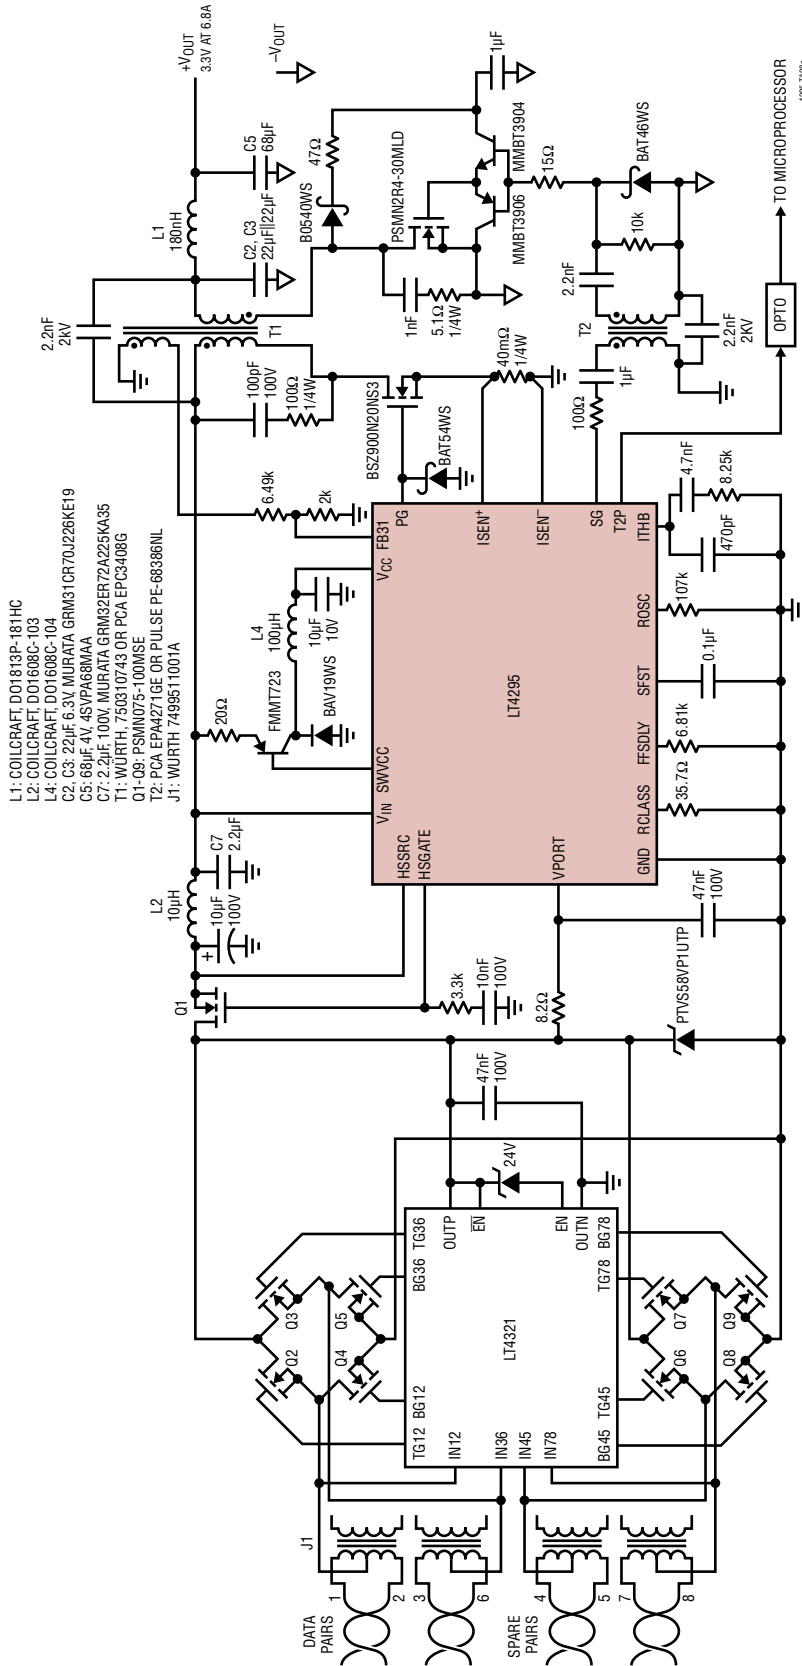 L1: COILCRAFT, DO1813P-181HC
L2: COILCRAFT, DO1608C-103
L4: COILCRAFT, DO1608C-104
C2, C3: 22µF, 6.3V, MURATA GRM31CR70J226KE19
C5: 68µF, 4V, 4SVPA68MAA
C7: 2.2µF, 100V, MURATA GRM32ER72A225KA35
T1: WÜRTH, 750310743 OR PCA EPC3408G
Q1-Q9: PSMN075-100MSE
T2: PCA EPA4271GE OR PULSE PE-68386NL
J1: WURTH 7499511001A
DATA
PAIRS
1
2
3
6
SPARE
PAIRS
4
5
7
8
J1
Q2
Q3
Q4
Q5
TG12
BG12
BG36
TG36
IN12
IN36
IN45
IN78
LT4321
OUTP
EN
EN
OUTN
BG45
TG45
TG78
BG78
Q6
Q7
Q8
Q9
24V
47nF
100V
Q1
3.3k
10nF
100V
8.2Ω
PTVS58VP1UTP
47nF
100V
L2
10µH
+
10µF
100V
C7
2.2µF
20Ω
FMMT723
BAV19WS
L4
100µH
10µF
10V
6.49k
2k
HSSRC
HSGATE
VPORT
VIN
SWVCC
VCC
FB31
PG
ISEN+
ISEN–
SG
T2P
LT4295
GND
RCLASS
FFSDLY
SFST
ROSC
ITHB
35.7Ω
6.81k
0.1µF
107k
470pF
4.7nF
8.25k
2.2nF
2kV
T1
100pF
100V
100Ω
1/4W
BSZ900N20NS3
BAT54WS
40mΩ
1/4W
100Ω
1µF
T2
2.2nF
10k
2.2nF
2KV
BAT46WS
15Ω
L1
180nH
C2, C3
22µF||22µF
C5
68µF
+VOUT
3.3V AT 6.8A
–VOUT
B0540WS
47Ω
1µF
PSMN2R4-30MLD
1nF
5.1Ω
1/4W
MMBT3906
MMBT3904
OPTO
TO MICROPROCESSOR